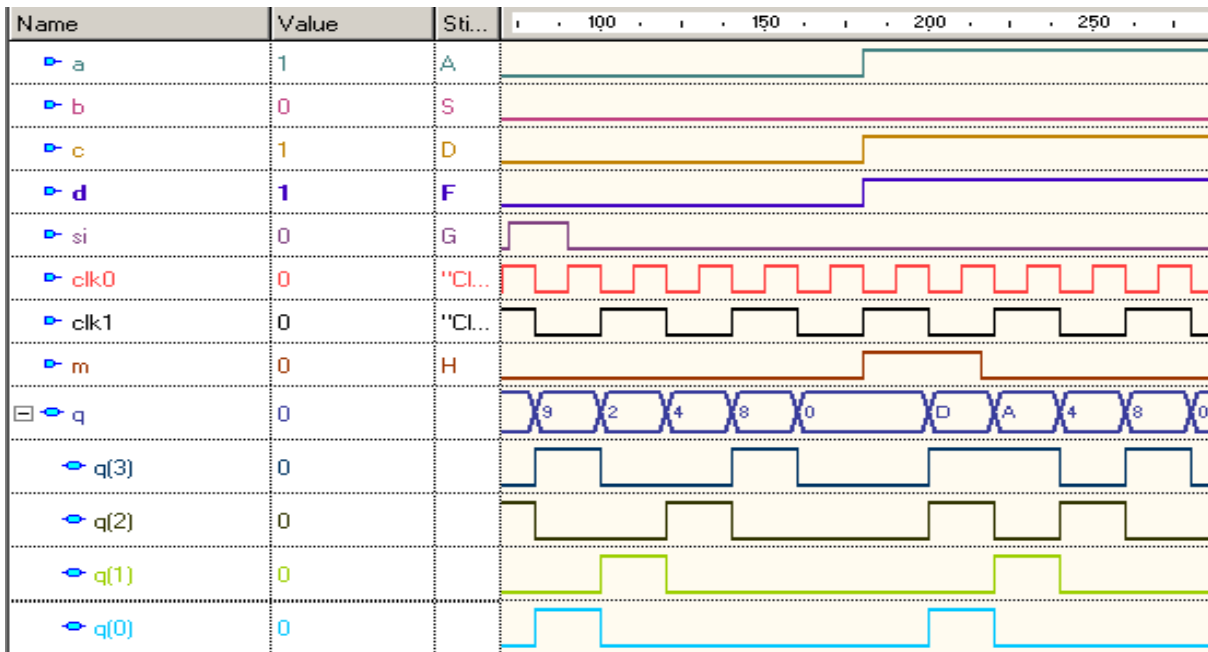 Name Value Sti... 100 150 200 250
a 1 A
b 0 S
c 1 D
d 1 F
si 0 G
clk0 0 "Cl...
clk1 0 "Cl...
m 0 H
q 0 9 2 4 8 0 D A 4 8 0
q(3) 0
q(2) 0
q(1) 0
q(0) 0